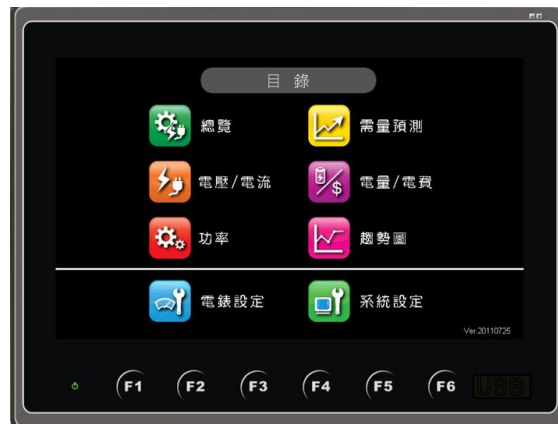 目 錄
總覽
需量預測
電壓/電流
電量/電費
功率
趨勢圖
電錶設定
系統設定
Ver.20110725
F1 F2 F3 F4 F5 F6 USB